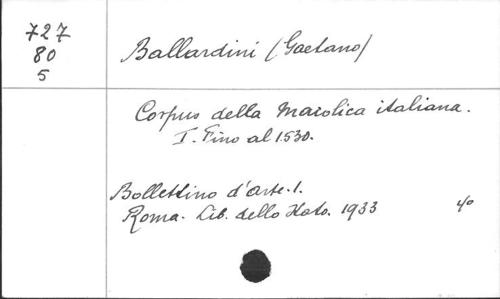 727
80
5
Ballardini (Gaetano)
Corpus della Maiolica italiana.
I. Fino al 1530.
Bollettino d'Arte. 1.
Roma. Lib. dello Stato. 1933
4/0